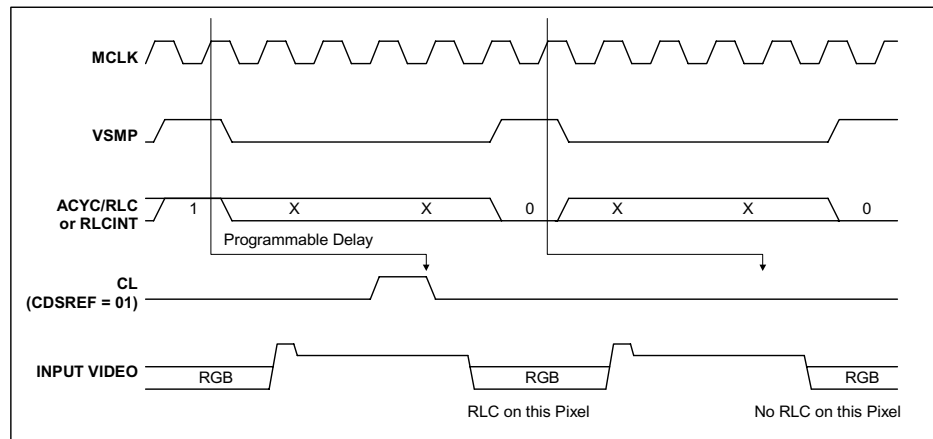 MCLK
VSMP
ACYC/RLC
or RLCINT
1 X X 0 X X 0
Programmable Delay
CL
(CDSREF = 01)
INPUT VIDEO
RGB RGB RGB
RLC on this Pixel No RLC on this Pixel